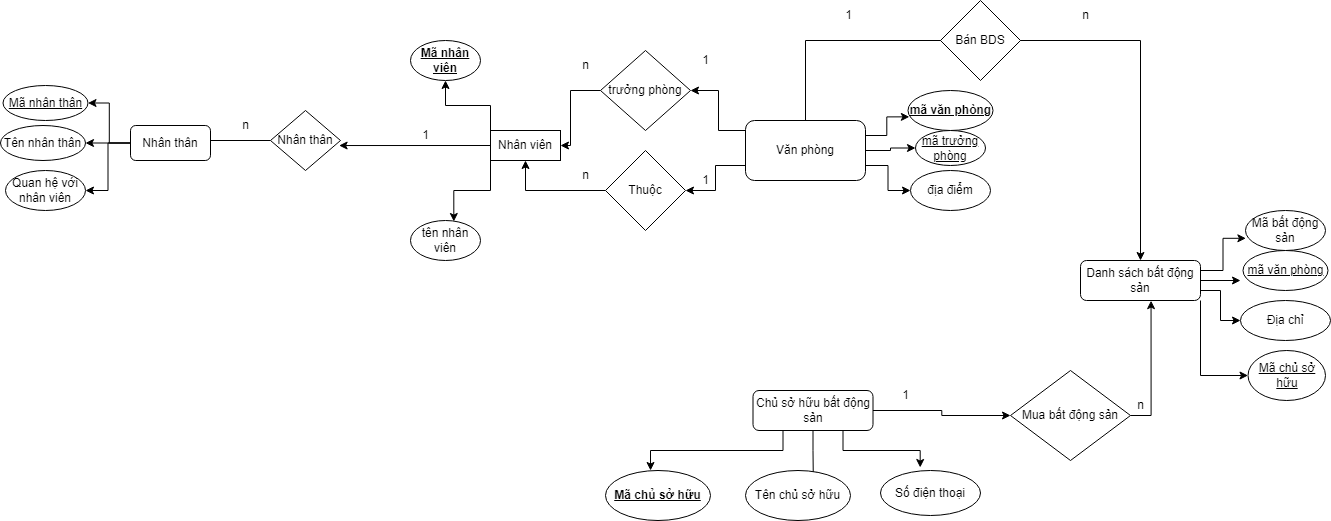 1
n
Bán BDS
Mã nhân
viên
n
trưởng phòng
1
Mã nhân thân
Tên nhân thân
Quan hệ với
nhân viên
Nhân thân
n
Nhân thân
1
Nhân viên
tên nhân
viên
n
Thuộc
1
Văn phòng
mã văn phỏng
mã trưởng
phòng
địa điểm
Danh sách bất động
sản
Mã bất động
sản
mã văn phòng
Địa chỉ
Mã chủ sở
hữu
Chủ sở hữu bất động
sản
1
Mua bất động sản
n
Mã chủ sở hữu
Tên chủ sở hữu
Số điện thoại